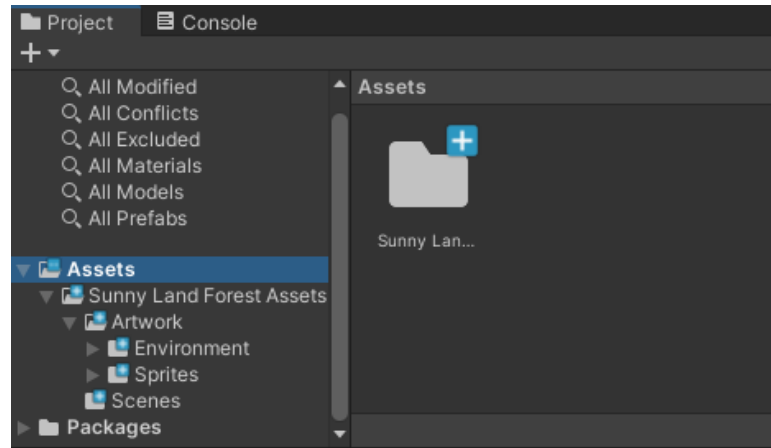 Project
Console
All Modified
All Conflicts
All Excluded
All Materials
All Models
All Prefabs
Assets
Sunny Land Forest Assets
Artwork
Environment
Sprites
Scenes
Packages
Assets
Sunny Lan...